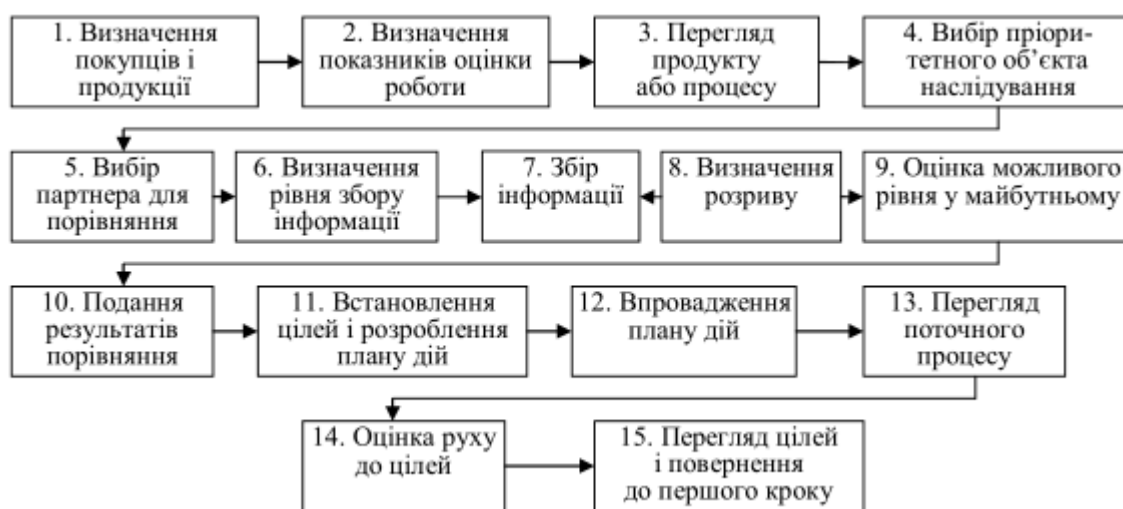 1. Визначення
покупців і
продукції
2. Визначення
показників оцінки
роботи
3. Перегляд
продукту
або процесу
4. Вибір пріори-
тетного об’єкта
наслідування
5. Вибір
партнера для
порівняння
6. Визначення
рівня збору
інформації
7. Збір
інформації
8. Визначення
розриву
9. Оцінка можливого
рівня у майбутньому
10. Подання
результатів
порівняння
11. Встановлення
цілей і розроблення
плану дій
12. Впровадження
плану дій
13. Перегляд
поточного
процесу
14. Оцінка руху
до цілей
15. Перегляд цілей
і повернення
до першого кроку